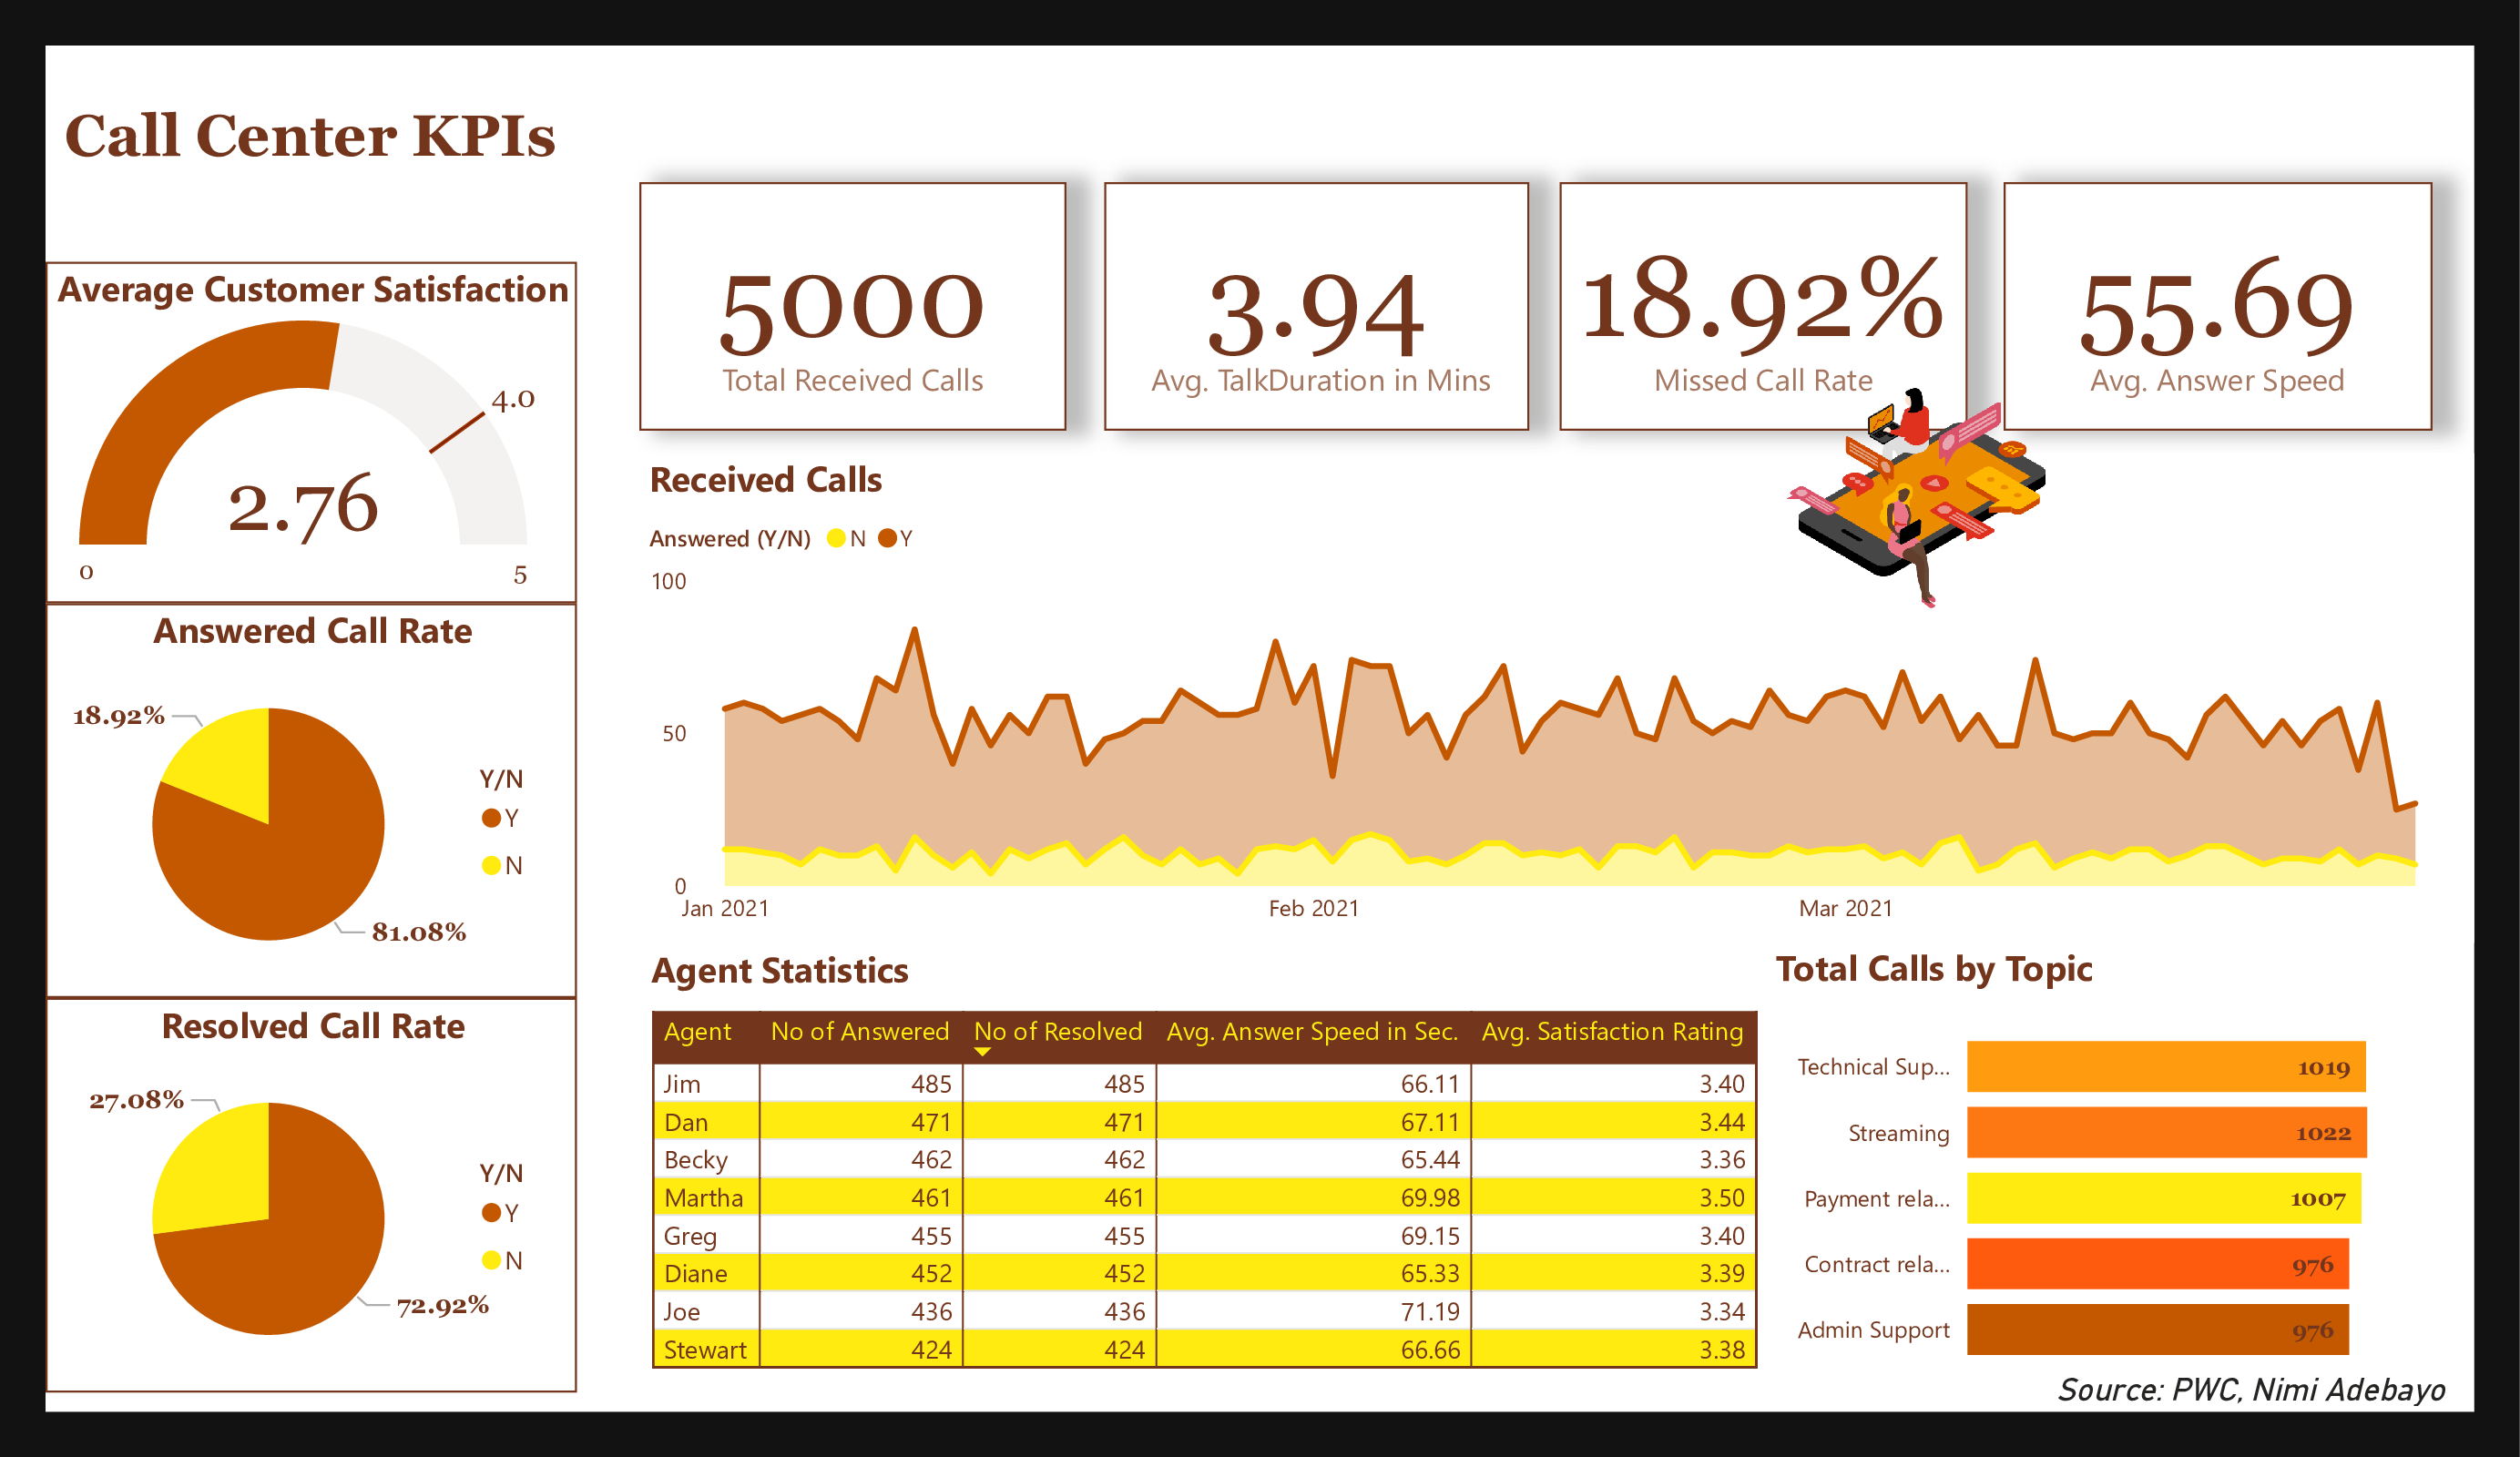 Call Center KPIs
5000
Total Received Calls
3.94
Avg. TalkDuration in Mins
18.92%
Missed Call Rate
55.69
Avg. Answer Speed
Average Customer Satisfaction
4.0
2.76
0
5
Answered Call Rate
18.92%
Y/N
Y
N
81.08%
Resolved Call Rate
27.08%
Y/N
Y
N
72.92%
Received Calls
Answered (Y/N) N Y
100
50
0
Jan 2021 Feb 2021 Mar 2021
Agent Statistics
Agent No of Answered No of Resolved Avg. Answer Speed in Sec. Avg. Satisfaction Rating
Jim 485 485 66.11 3.40
Dan 471 471 67.11 3.44
Becky 462 462 65.44 3.36
Martha 461 461 69.98 3.50
Greg 455 455 69.15 3.40
Diane 452 452 65.33 3.39
Joe 436 436 71.19 3.34
Stewart 424 424 66.66 3.38
Total Calls by Topic
Technical Sup... 1019
Streaming 1022
Payment rela... 1007
Contract rela... 976
Admin Support 976
Source: PWC, Nimi Adebayo